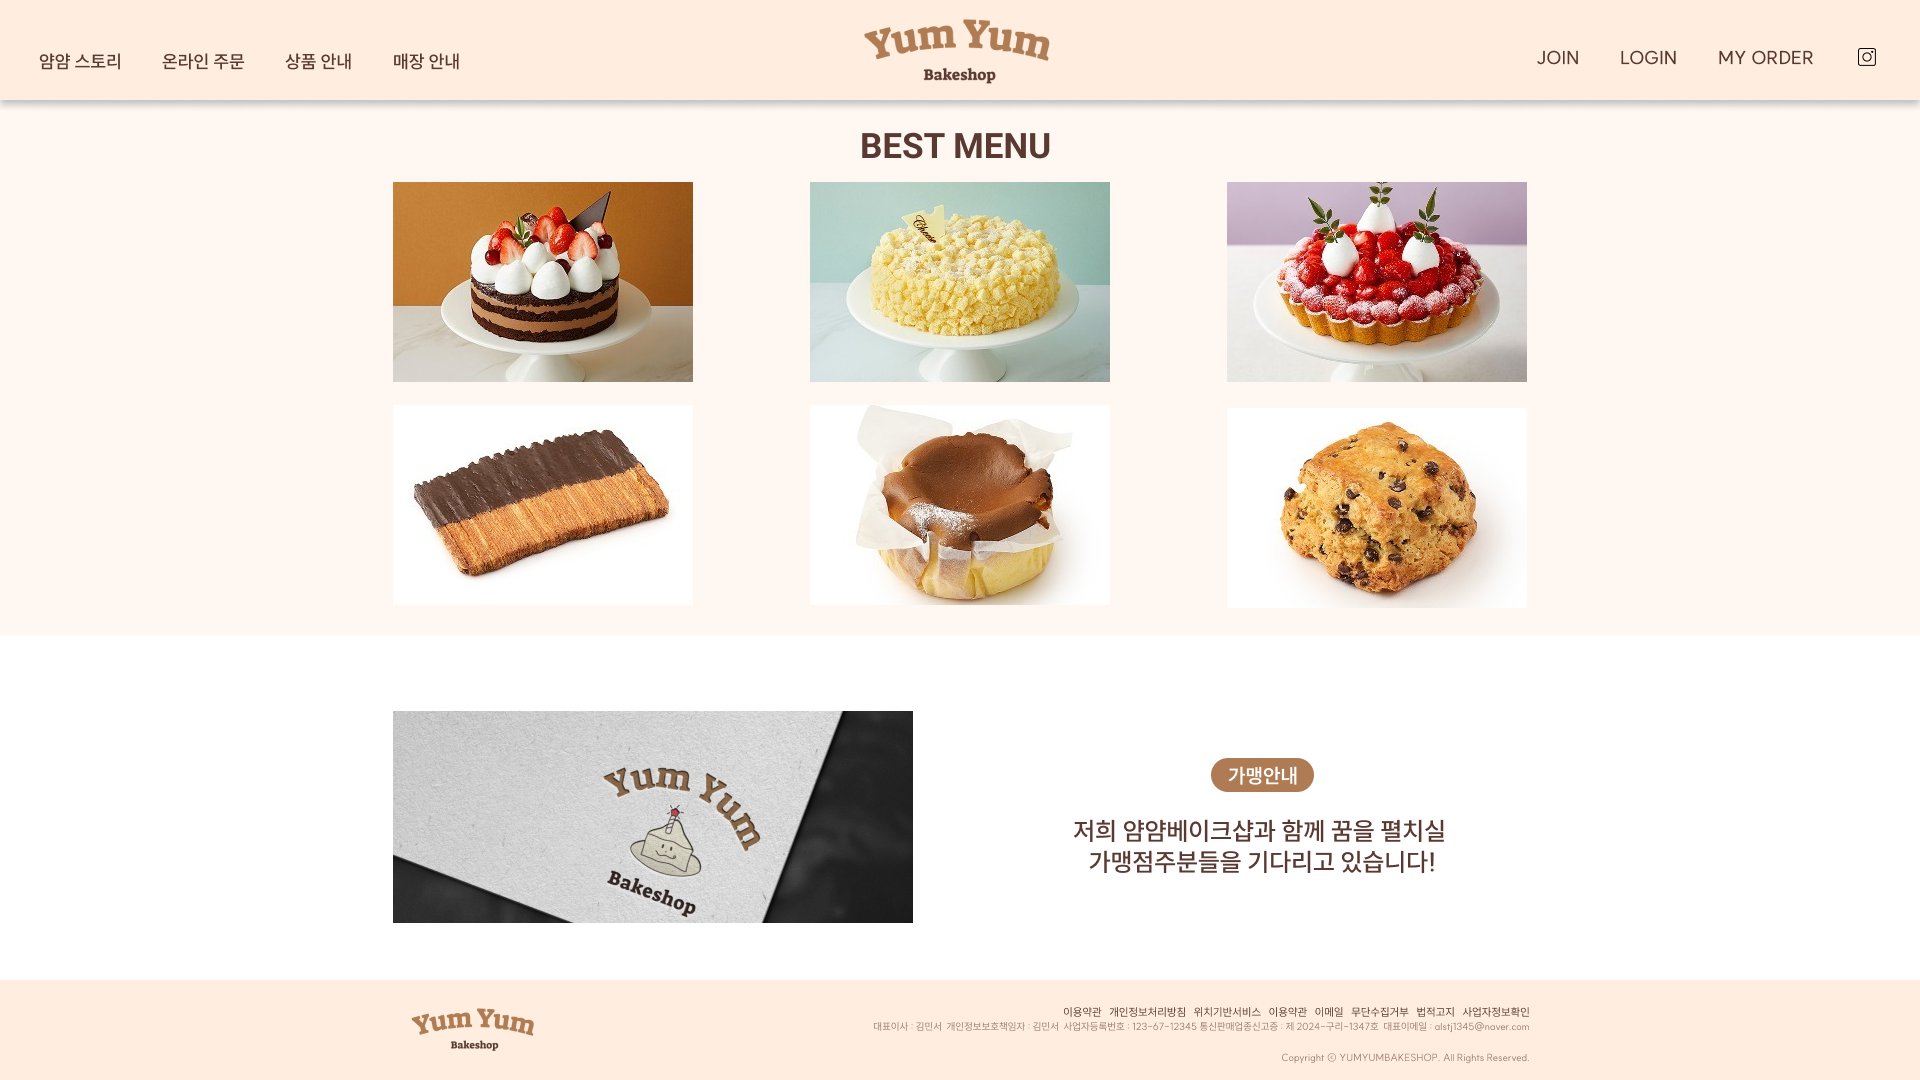 얌얌 스토리
온라인 주문
상품 안내
매장 안내
Yum Yum
Bakeshop
JOIN
LOGIN
MY ORDER
BEST MENU
Cheese
Yum Yum
Bakeshop
가맹안내
저희 얌얌베이크샵과 함께 꿈을 펼치실
가맹점주분들을 기다리고 있습니다!
Yum Yum
Bakeshop
이용약관 개인정보처리방침 위치기반서비스 이용약관 이메일 무단수집거부 법적고지 사업자정보확인
대표이사 : 김민서 개인정보보호책임자 : 김민서 사업자등록번호 : 123-67-12345 통신판매업종신고증 : 제 2024-구리-1347호 대표이메일 : alstj1345@naver.com
Copyright ⓒ YUMYUMBAKESHOP. All Rights Reserved.